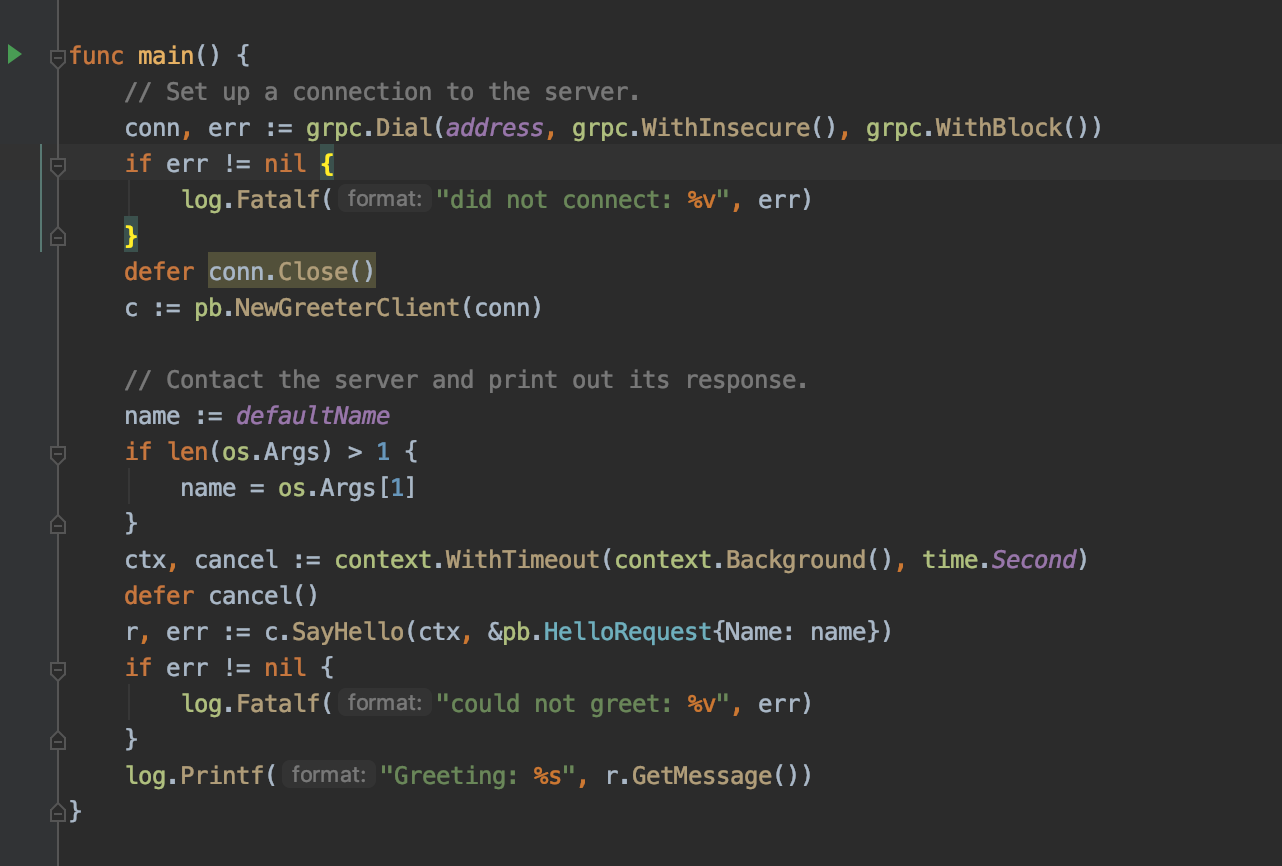 func main() {
    // Set up a connection to the server.
    conn, err := grpc.Dial(address, grpc.WithInsecure(), grpc.WithBlock())
    if err != nil {
        log.Fatalf( format: "did not connect: %v", err)
    }
    defer conn.Close()
    c := pb.NewGreeterClient(conn)

    // Contact the server and print out its response.
    name := defaultName
    if len(os.Args) > 1 {
        name = os.Args[1]
    }
    ctx, cancel := context.WithTimeout(context.Background(), time.Second)
    defer cancel()
    r, err := c.SayHello(ctx, &pb.HelloRequest{Name: name})
    if err != nil {
        log.Fatalf( format: "could not greet: %v", err)
    }
    log.Printf( format: "Greeting: %s", r.GetMessage())
}